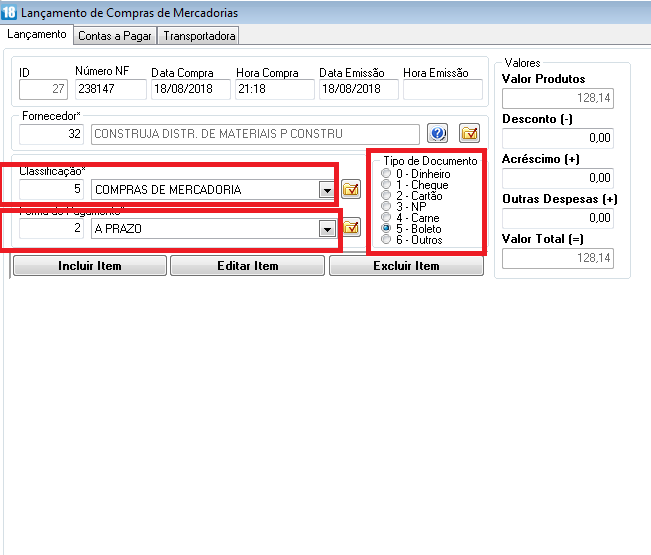 18 Lançamento de Compras de Mercadorias
Lançamento Contas a Pagar Transportadora
ID Número NF Data Compra Hora Compra Data Emissão Hora Emissão
27 238147 18/08/2018 21:18 18/08/2018
Fornecedor*
32 CONSTRUJA DISTR. DE MATERIAIS P CONSTRU
Classificação*
5 COMPRAS DE MERCADORIA
Forma de Pagamento*
2 A PRAZO
Tipo de Documento
0 - Dinheiro
1 - Cheque
2 - Cartão
3 - NP
4 - Carne
5 - Boleto
6 - Outros
Incluir Item Editar Item Excluir Item
Valores
Valor Produtos
128,14
Desconto (-)
0,00
Acréscimo (+)
0,00
Outras Despesas (+)
0,00
Valor Total (=)
128,14